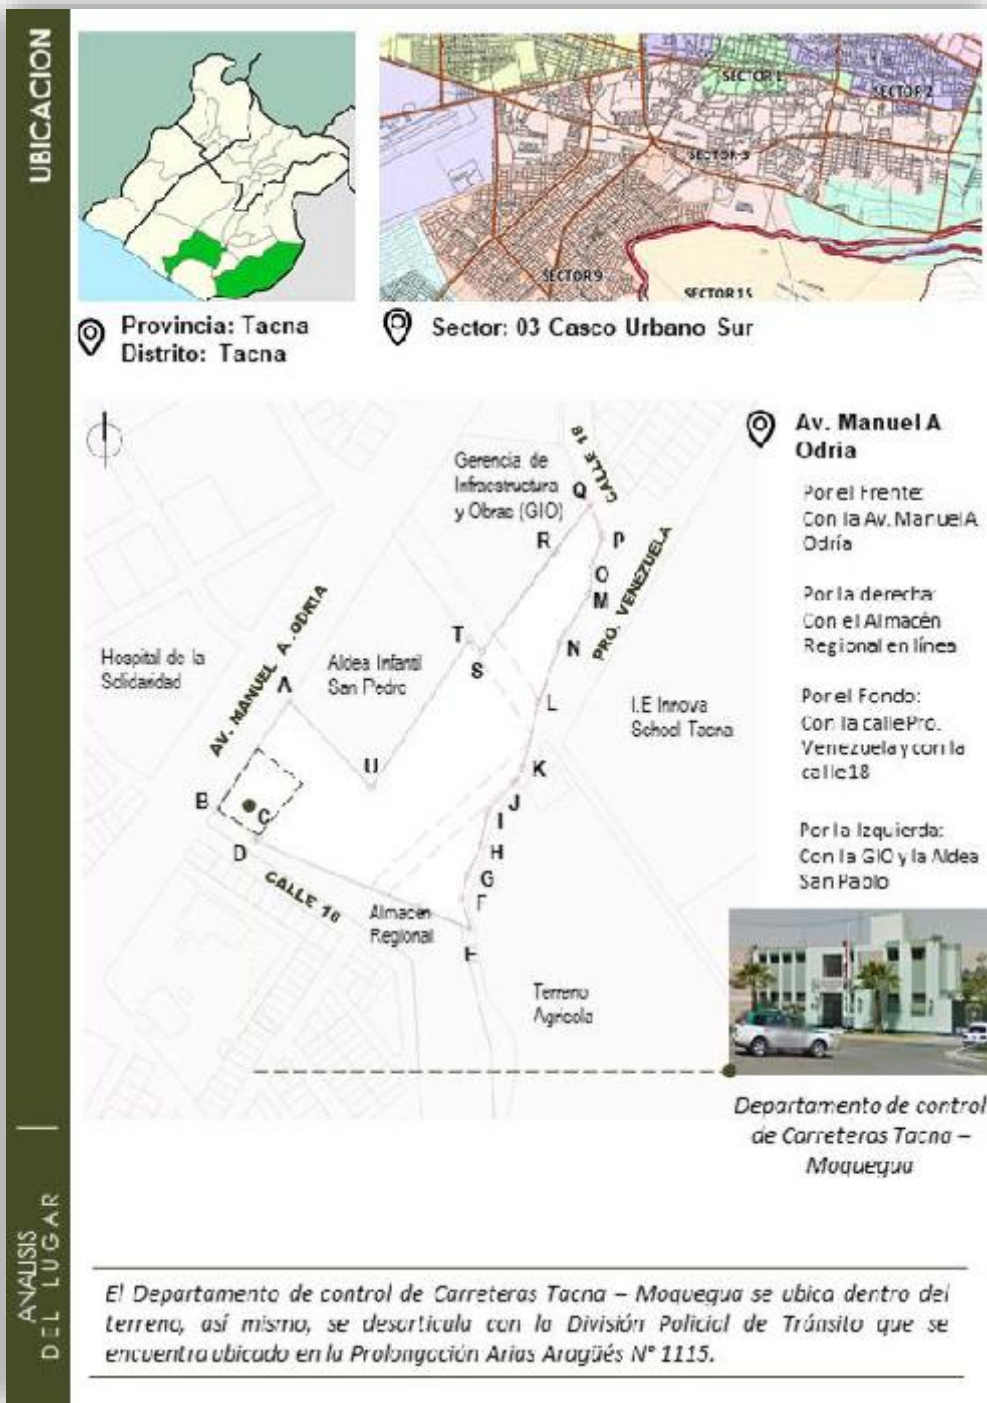 UBICACION
SECTOR 1
SECTOR 2
SECTOR 3
SECTOR 9
SECTOR 15
Provincia: Tacna
Distrito: Tacna
Sector: 03 Casco Urbano Sur
Av. Manuel A
Odria
Por el Frente:
Con la Av. Manuel A
Odría
Por la derecha:
Con el Almacén
Regional en línea
Por el Fondo:
Con la calle Pro.
Venezuela y con la
calle 18
Por la Izquierda:
Con la GIO y la Aldea
San Pablo
Gerencia de
Infraestructura
y Obras (GIO)
CALLE 18
Q
R
P
O
M
PRO. VENEZUELA
N
T
S
Hospital de la
Solidaridad
AV. MANUEL A. ODRIA
A
Aldea Infantil
San Pedro
L
I.E Innova
School Tacna
U
K
B
C
J
I
D
H
G
F
CALLE 16
Almacén
Regional
Terreno
Agrícola
Departamento de control
de Carreteras Tacna –
Moquegua
ANALISIS
DEL LUGAR
El Departamento de control de Carreteras Tacna – Moquegua se ubica dentro del
terreno, así mismo, se desarticula con la División Policial de Tránsito que se
encuentra ubicado en la Prolongación Arias Aragüés N° 1115.